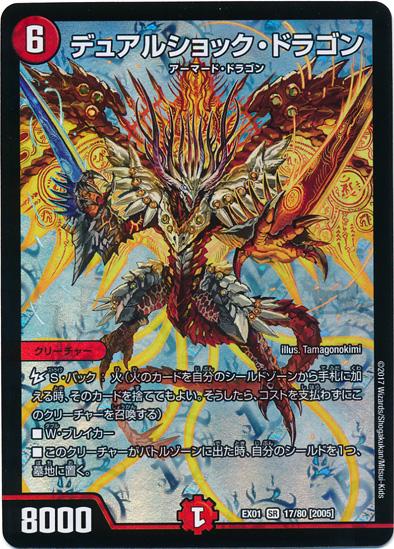 6
デュアルショック・ドラゴン
アーマード・ドラゴン
クリーチャー
illus. Tamagonokimi
S・バック：火（火のカードを自分のシールドゾーンから手札に加
える時、そのカードを捨ててもよい。そうしたら、コストを支払わずにこ
のクリーチャーを召喚する）
■W・ブレイカー
■このクリーチャーがバトルゾーンに出た時、自分のシールドを1つ、
墓地に置く。
©2017 Wizards/Shogakukan/Mitsui-Kids
8000
1
EX01 SR 17/80 [2005]